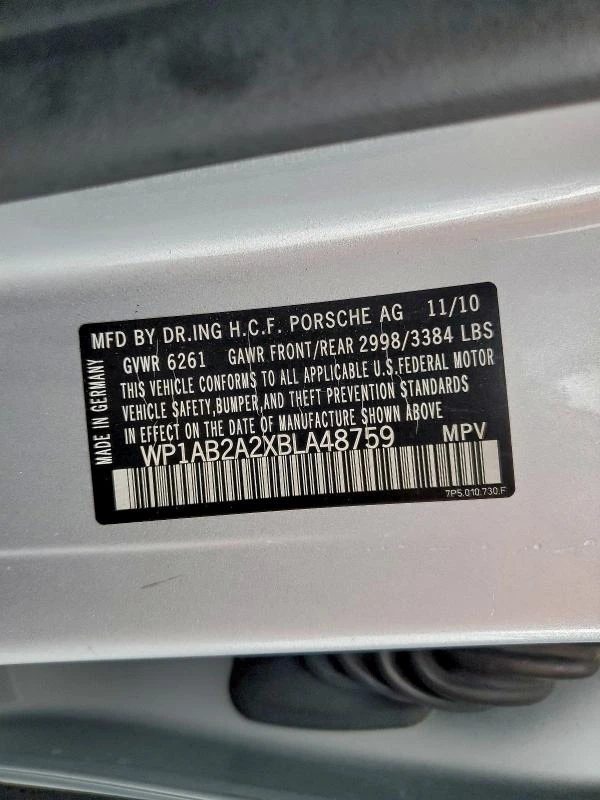 MFD BY DR.ING H.C.F. PORSCHE AG 11/10
GVWR 6261 GAWR FRONT/REAR 2998/3384 LBS
THIS VEHICLE CONFORMS TO ALL APPLICABLE U.S.FEDERAL MOTOR
VEHICLE SAFETY,BUMPER,AND THEFT PREVENTION STANDARDS
IN EFFECT ON THE DATE OF MANUFACTURE SHOWN ABOVE
WP1AB2A2XBLA48759 MPV
7P5.010.730.F
MADE IN GERMANY